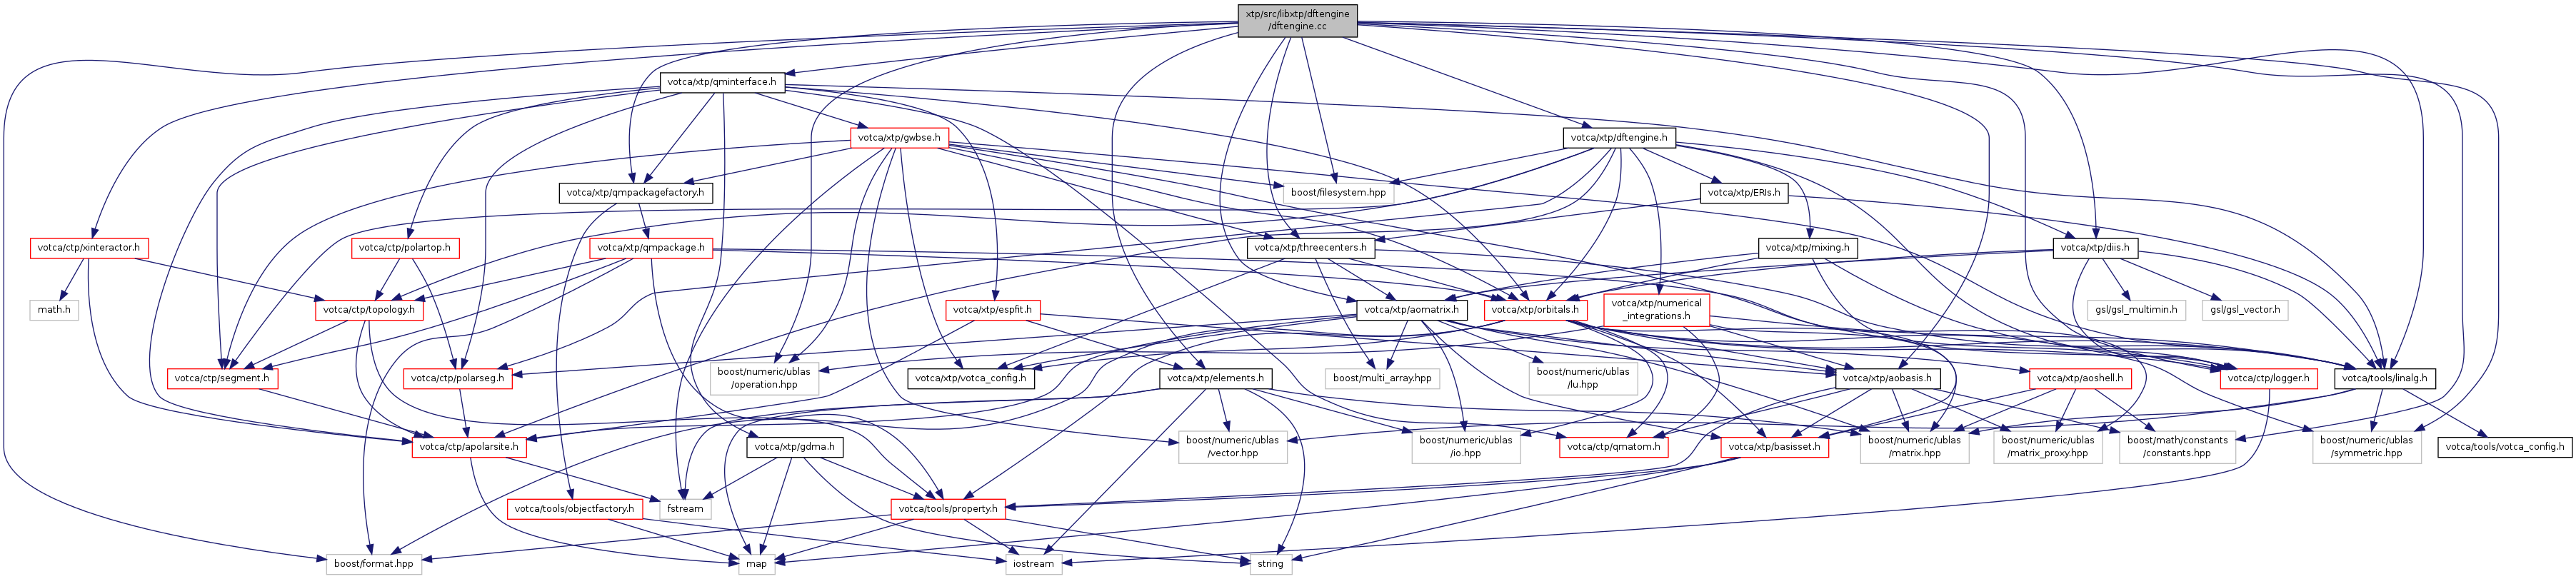 xtp/src/libxtp/dftengine
/dftengine.cc
votca/xtp/qminterface.h
votca/xtp/gwbse.h
votca/xtp/dftengine.h
votca/xtp/qmpackagefactory.h
boost/filesystem.hpp
votca/xtp/ERIs.h
votca/ctp/xinteractor.h
votca/ctp/polartop.h
votca/xtp/qmpackage.h
votca/xtp/threecenters.h
votca/xtp/mixing.h
votca/xtp/diis.h
math.h
votca/ctp/topology.h
votca/xtp/espfit.h
votca/xtp/aomatrix.h
votca/xtp/orbitals.h
votca/xtp/numerical
_integrations.h
gsl/gsl_multimin.h
gsl/gsl_vector.h
votca/ctp/segment.h
votca/ctp/polarseg.h
boost/numeric/ublas
/operation.hpp
votca/xtp/votca_config.h
votca/xtp/elements.h
boost/multi_array.hpp
boost/numeric/ublas
/lu.hpp
votca/xtp/aobasis.h
votca/xtp/aoshell.h
votca/ctp/logger.h
votca/tools/linalg.h
votca/ctp/apolarsite.h
votca/xtp/gdma.h
boost/numeric/ublas
/vector.hpp
boost/numeric/ublas
/io.hpp
votca/ctp/qmatom.h
votca/xtp/basisset.h
boost/numeric/ublas
/matrix.hpp
boost/numeric/ublas
/matrix_proxy.hpp
boost/math/constants
/constants.hpp
boost/numeric/ublas
/symmetric.hpp
votca/tools/votca_config.h
votca/tools/objectfactory.h
fstream
votca/tools/property.h
boost/format.hpp
map
iostream
string